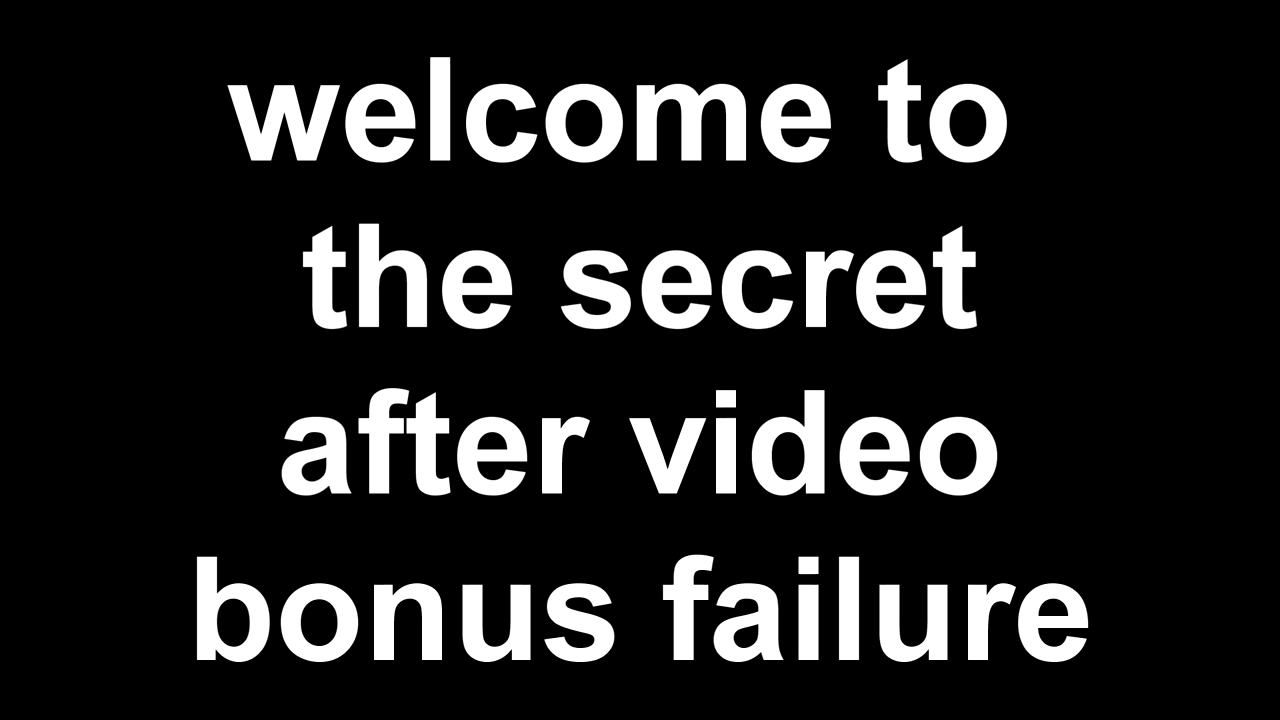 welcome to
the secret
after video
bonus failure